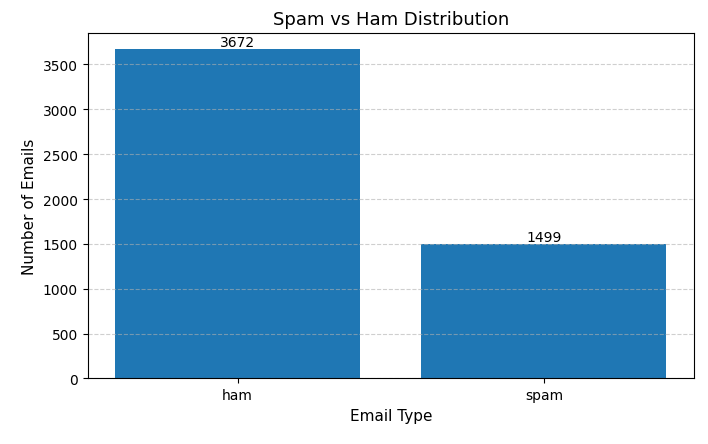 Spam vs Ham Distribution
Number of Emails
3500
3000
2500
2000
1500
1000
500
0
3672
1499
ham
spam
Email Type